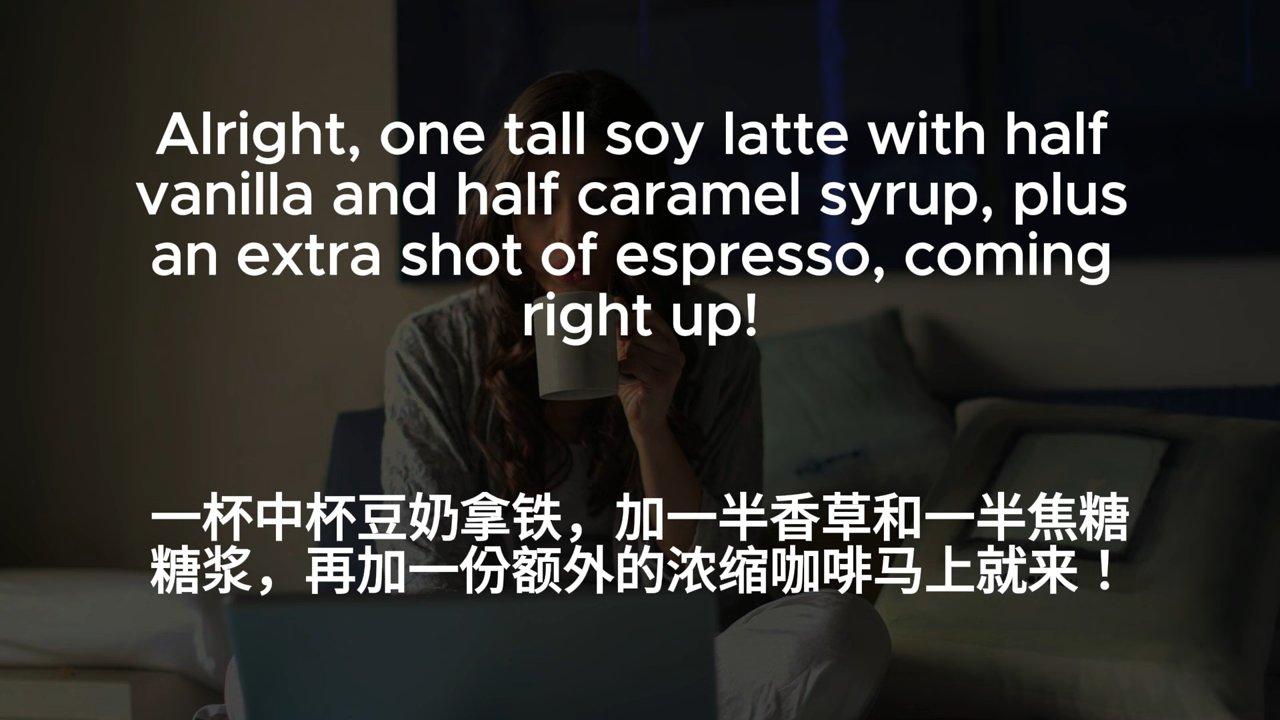 Alright, one tall soy latte with half
vanilla and half caramel syrup, plus
an extra shot of espresso, coming
right up!
一杯中杯豆奶拿铁，加一半香草和一半焦糖
糖浆，再加一份额外的浓缩咖啡马上就来！